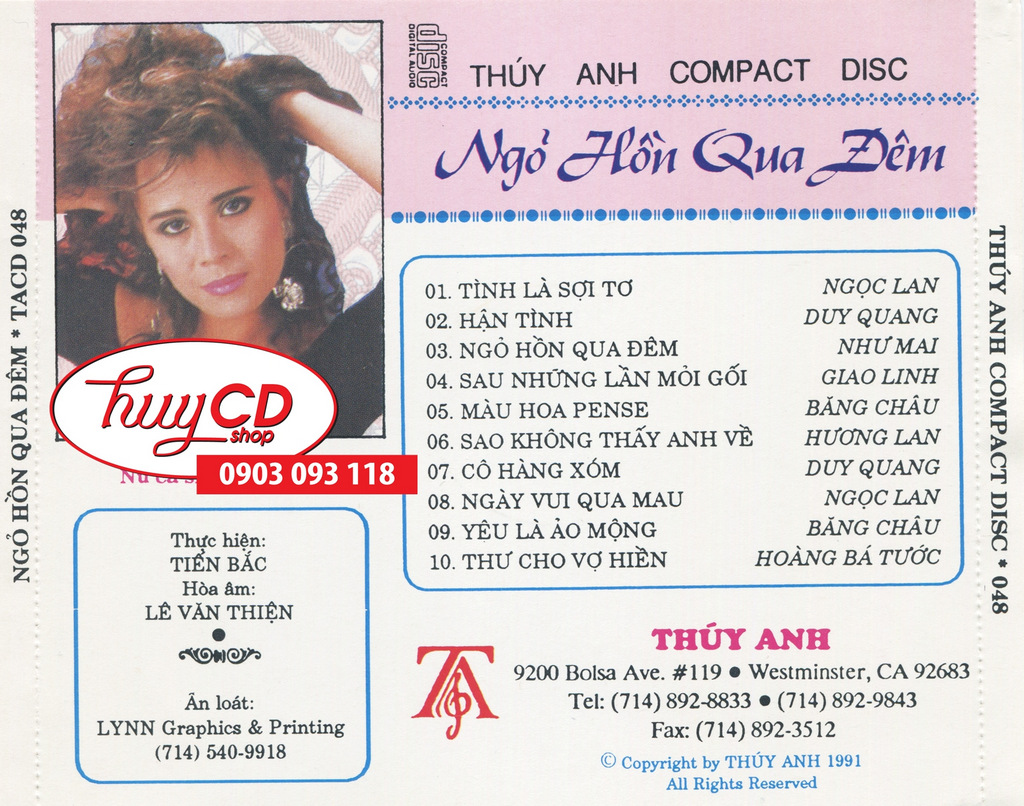 COMPACT
DISC
DIGITAL AUDIO
THÚY ANH COMPACT DISC
Ngỏ Hồn Qua Đêm
NGỎ HỒN QUA ĐÊM * TACD 048
THÚY ANH COMPACT DISC * 048
01. TÌNH LÀ SỢI TƠ NGỌC LAN
02. HẬN TÌNH DUY QUANG
03. NGỎ HỒN QUA ĐÊM NHƯ MAI
04. SAU NHỮNG LẦN MỎI GỐI GIAO LINH
05. MÀU HOA PENSE BĂNG CHÂU
06. SAO KHÔNG THẤY ANH VỀ HƯƠNG LAN
07. CÔ HÀNG XÓM DUY QUANG
08. NGÀY VUI QUA MAU NGỌC LAN
09. YÊU LÀ ẢO MỘNG BĂNG CHÂU
10. THƯ CHO VỢ HIỀN HOÀNG BÁ TƯỚC
huyCD
shop
0903 093 118
Thực hiện:
TIẾN BẮC
Hòa âm:
LÊ VĂN THIỆN
Ấn loát:
LYNN Graphics & Printing
(714) 540-9918
TA
THÚY ANH
9200 Bolsa Ave. #119 ● Westminster, CA 92683
Tel: (714) 892-8833 ● (714) 892-9843
Fax: (714) 892-3512
© Copyright by THÚY ANH 1991
All Rights Reserved